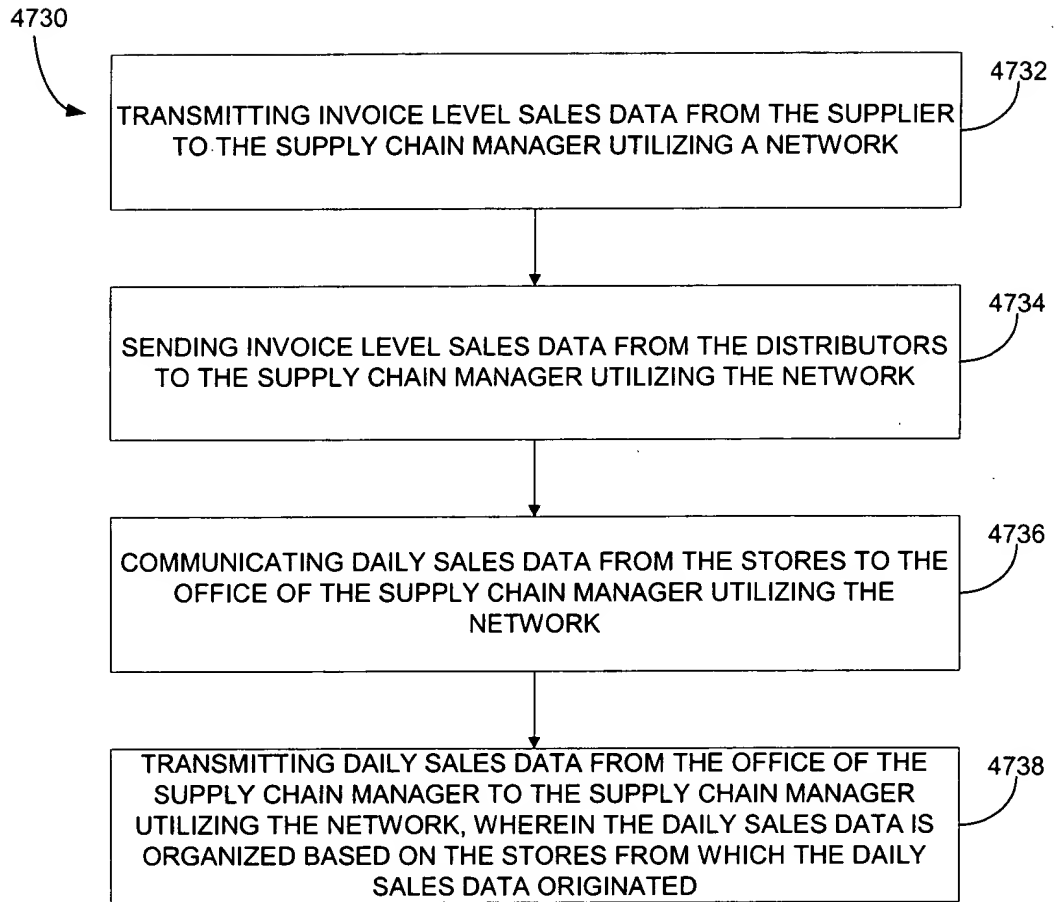 4730
4732
TRANSMITTING INVOICE LEVEL SALES DATA FROM THE SUPPLIER
TO THE SUPPLY CHAIN MANAGER UTILIZING A NETWORK
4734
SENDING INVOICE LEVEL SALES DATA FROM THE DISTRIBUTORS
TO THE SUPPLY CHAIN MANAGER UTILIZING THE NETWORK
4736
COMMUNICATING DAILY SALES DATA FROM THE STORES TO THE
OFFICE OF THE SUPPLY CHAIN MANAGER UTILIZING THE
NETWORK
4738
TRANSMITTING DAILY SALES DATA FROM THE OFFICE OF THE
SUPPLY CHAIN MANAGER TO THE SUPPLY CHAIN MANAGER
UTILIZING THE NETWORK, WHEREIN THE DAILY SALES DATA IS
ORGANIZED BASED ON THE STORES FROM WHICH THE DAILY
SALES DATA ORIGINATED